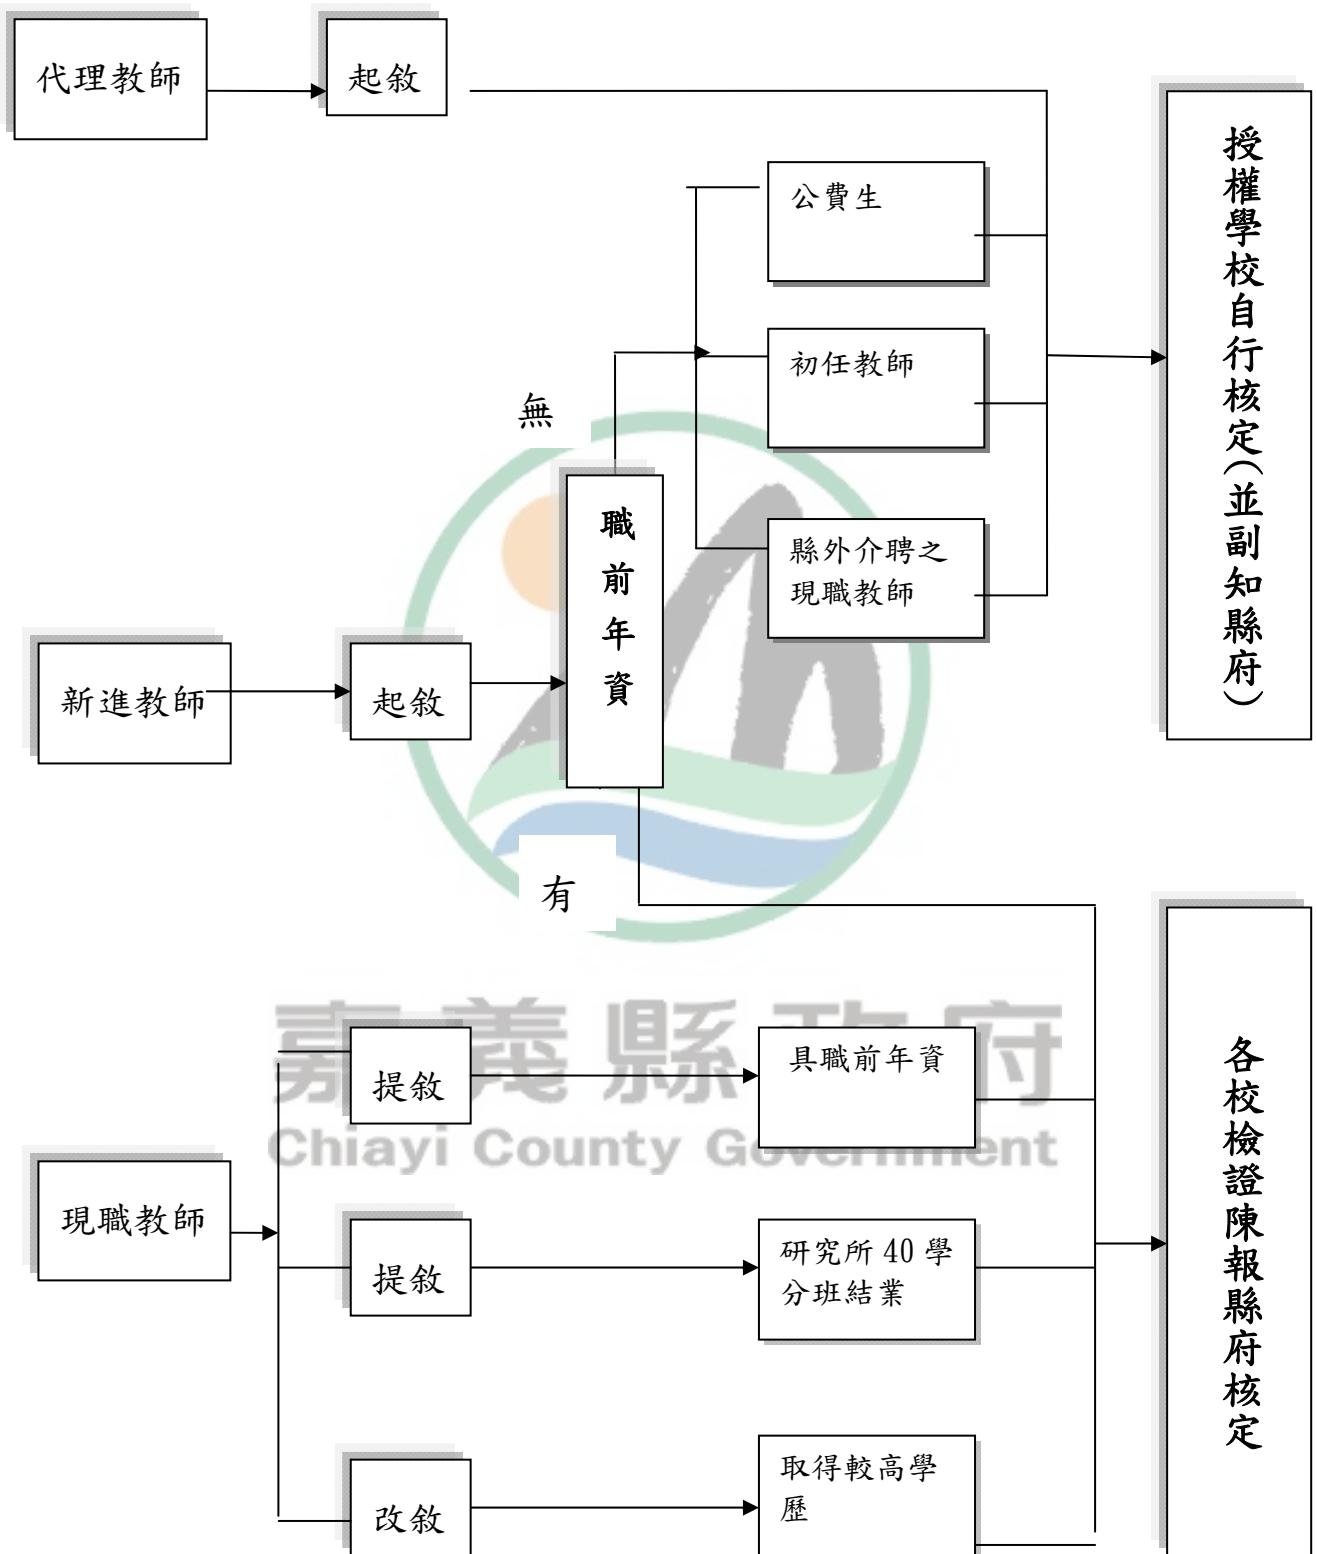 代理教師
起敘
公費生
初任教師
縣外介聘之
現職教師
授權學校自行核定(並副知縣府)
無
職前年資
新進教師
起敘
有
嘉義縣政府
Chiayi County Government
現職教師
提敘
具職前年資
提敘
研究所 40 學
分班結業
改敘
取得較高學
歷
各校檢證陳報縣府核定